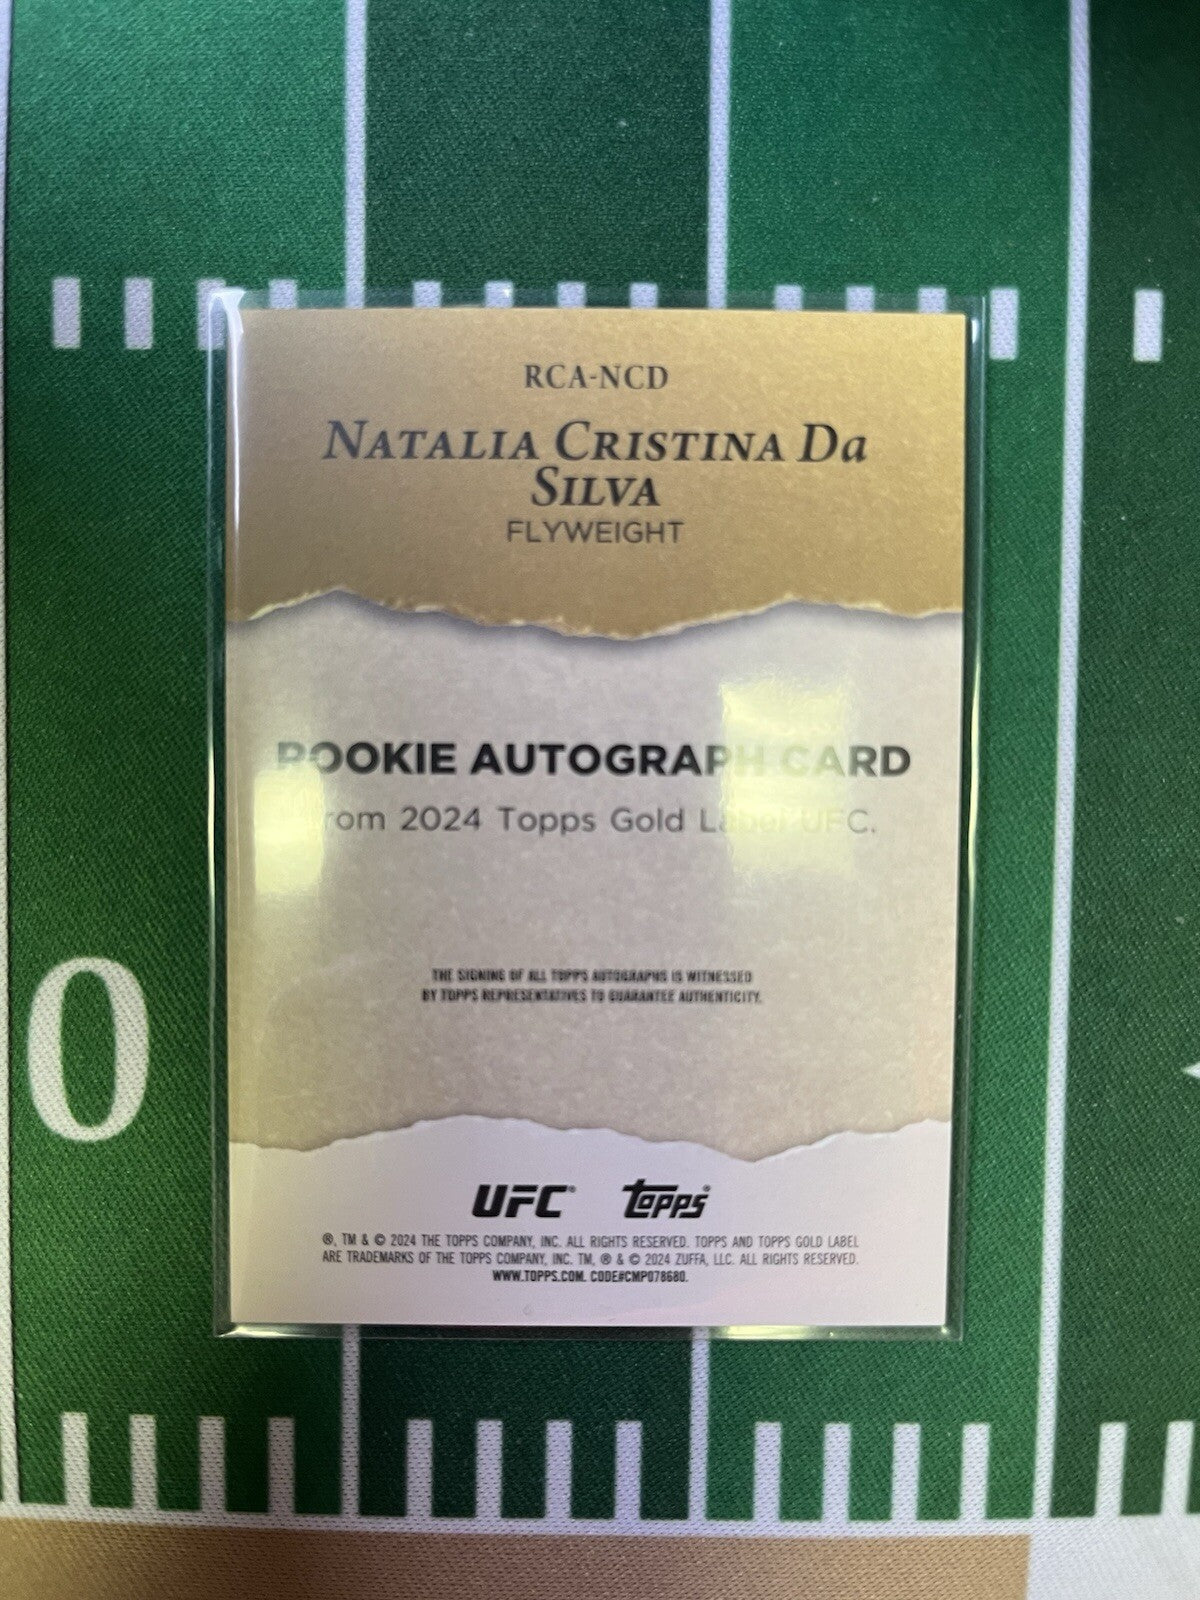 RCA-NCD
NATALIA CRISTINA Da
SILVA
FLYWEIGHT
ROOKIE AUTOGRAPH CARD
from 2024 Topps Gold Label UFC.
THE SIGNING OF ALL TOPPS AUTOGRAPHS IS WITNESSED
BY TOPPS REPRESENTATIVES TO GUARANTEE AUTHENTICITY.
0
UFC® topps®
®, TM & © 2024 THE TOPPS COMPANY, INC. ALL RIGHTS RESERVED. TOPPS AND TOPPS GOLD LABEL
ARE TRADEMARKS OF THE TOPPS COMPANY, INC. TM, ® & © 2024 ZUFFA, LLC. ALL RIGHTS RESERVED.
WWW.TOPPS.COM. CODE#CMP078680.